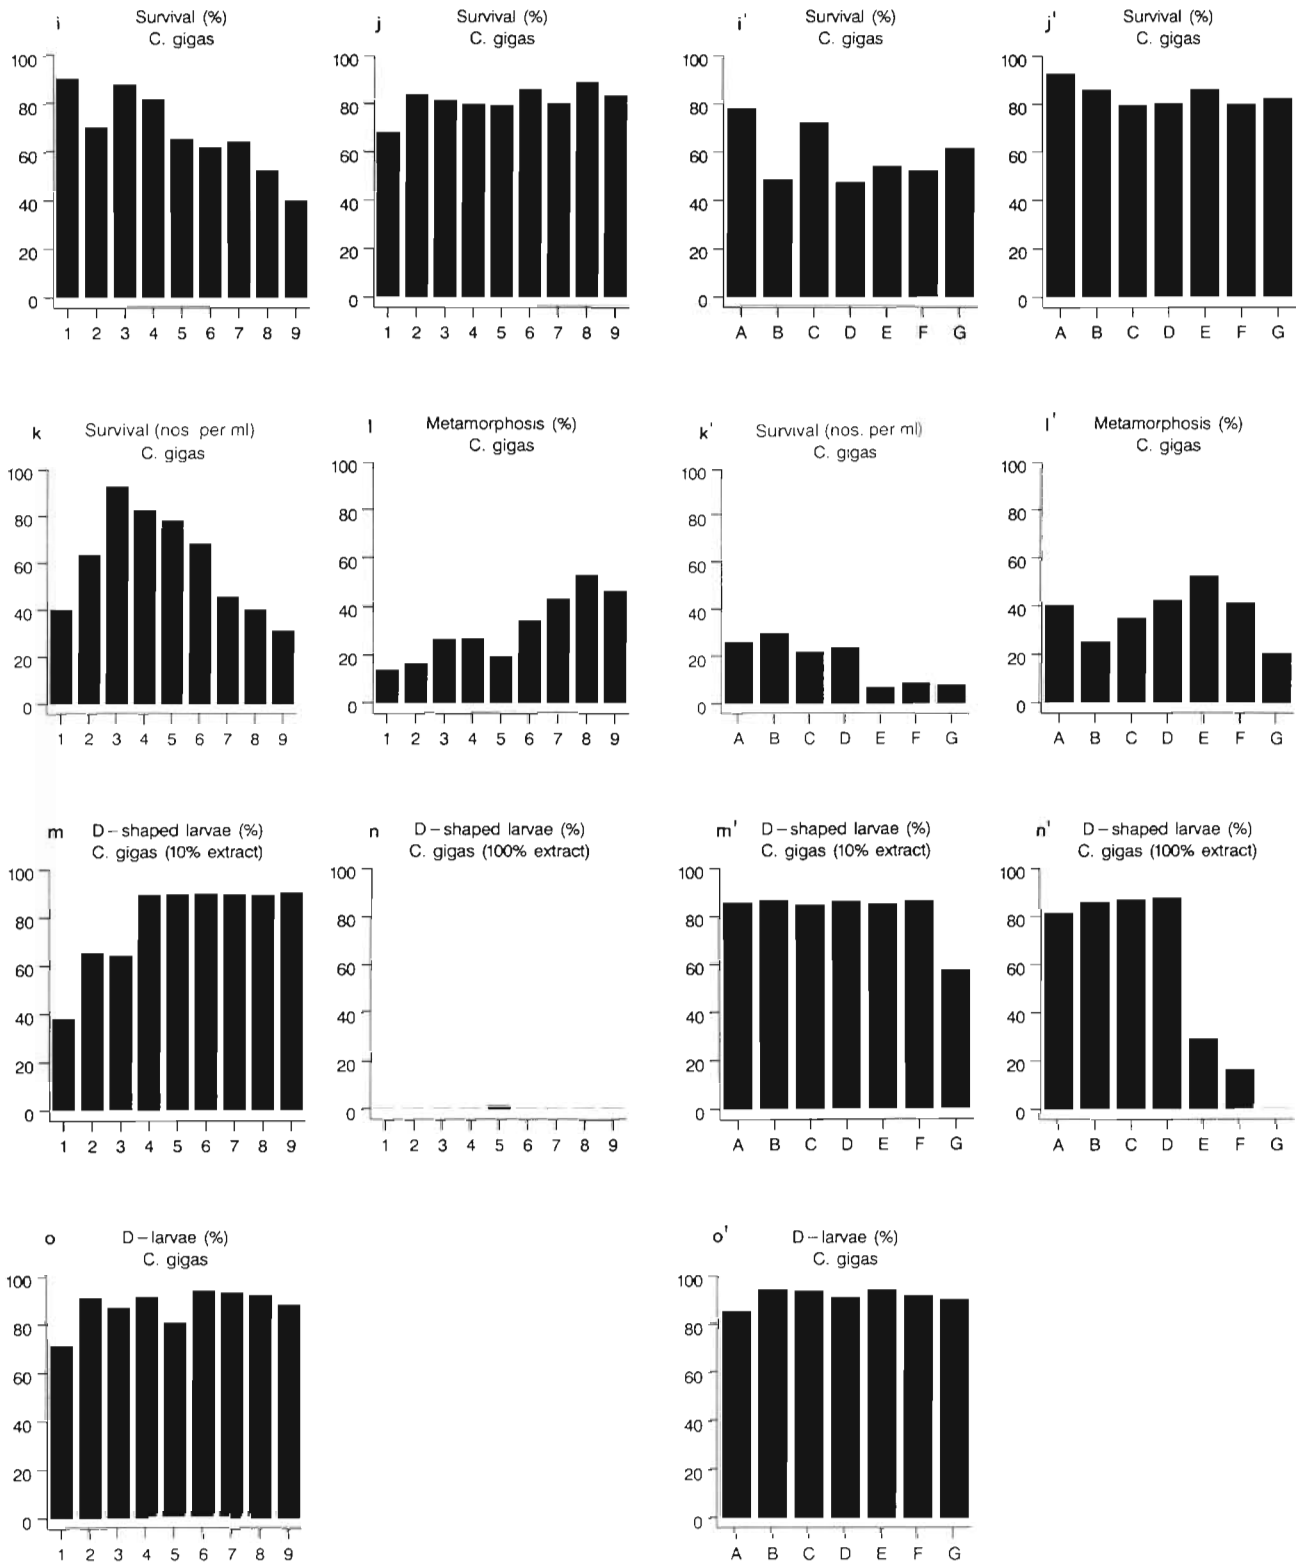 i Survival (%)
C. gigas
100
80
60
40
20
0
1 2 3 4 5 6 7 8 9
j Survival (%)
C. gigas
100
80
60
40
20
0
1 2 3 4 5 6 7 8 9
i' Survival (%)
C. gigas
100
80
60
40
20
0
A B C D E F G
j' Survival (%)
C. gigas
100
80
60
40
20
0
A B C D E F G
k Survival (nos per ml)
C. gigas
100
80
60
40
20
0
1 2 3 4 5 6 7 8 9
l Metamorphosis (%)
C. gigas
100
80
60
40
20
0
1 2 3 4 5 6 7 8 9
k' Survival (nos. per ml)
C. gigas
100
80
60
40
20
0
A B C D E F G
l' Metamorphosis (%)
C. gigas
100
80
60
40
20
0
A B C D E F G
m D-shaped larvae (%)
C. gigas (10% extract)
100
80
60
40
20
0
1 2 3 4 5 6 7 8 9
n D-shaped larvae (%)
C. gigas (100% extract)
100
80
60
40
20
0
1 2 3 4 5 6 7 8 9
m' D-shaped larvae (%)
C. gigas (10% extract)
100
80
60
40
20
0
A B C D E F G
n' D-shaped larvae (%)
C. gigas (100% extract)
100
80
60
40
20
0
A B C D E F G
o D-larvae (%)
C. gigas
100
80
60
40
20
0
1 2 3 4 5 6 7 8 9
o' D-larvae (%)
C. gigas
100
80
60
40
20
0
A B C D E F G